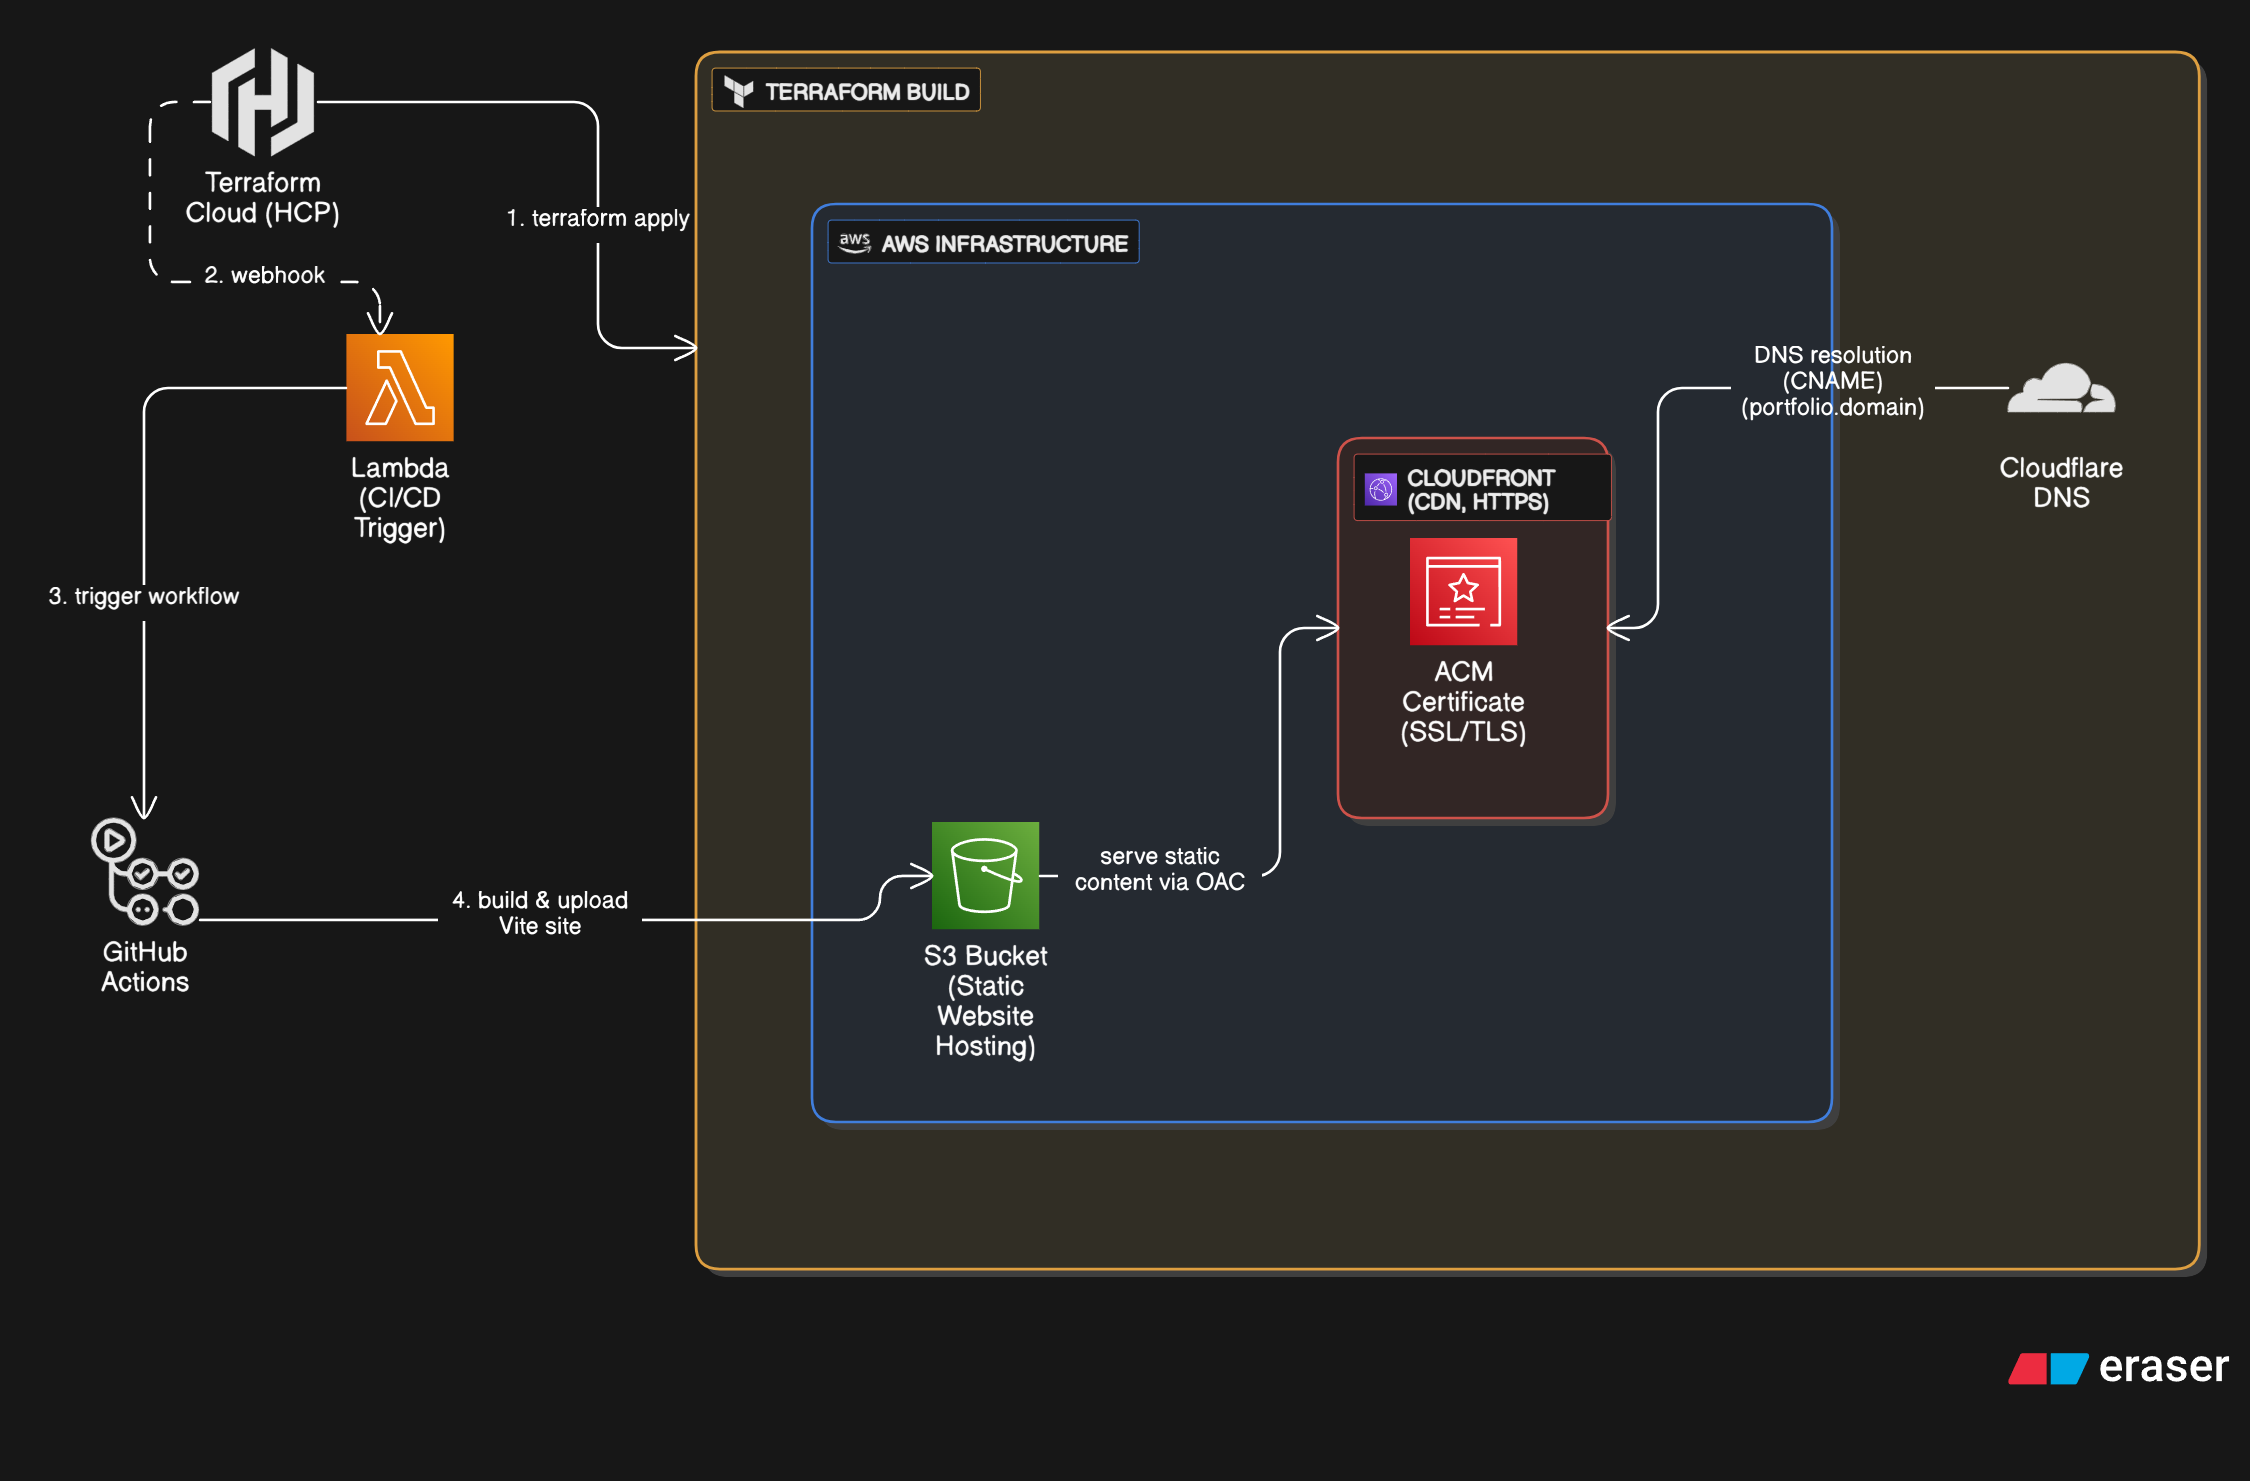 TERRAFORM BUILD
Terraform
Cloud (HCP)
1. terraform apply
aws
AWS INFRASTRUCTURE
2. webhook
DNS resolution
(CNAME)
(portfolio.domain)
Lambda
(CI/CD
Trigger)
CLOUDFRONT
(CDN, HTTPS)
Cloudflare
DNS
3. trigger workflow
ACM
Certificate
(SSL/TLS)
serve static
content via OAC
4. build & upload
Vite site
GitHub
Actions
S3 Bucket
(Static
Website
Hosting)
eraser